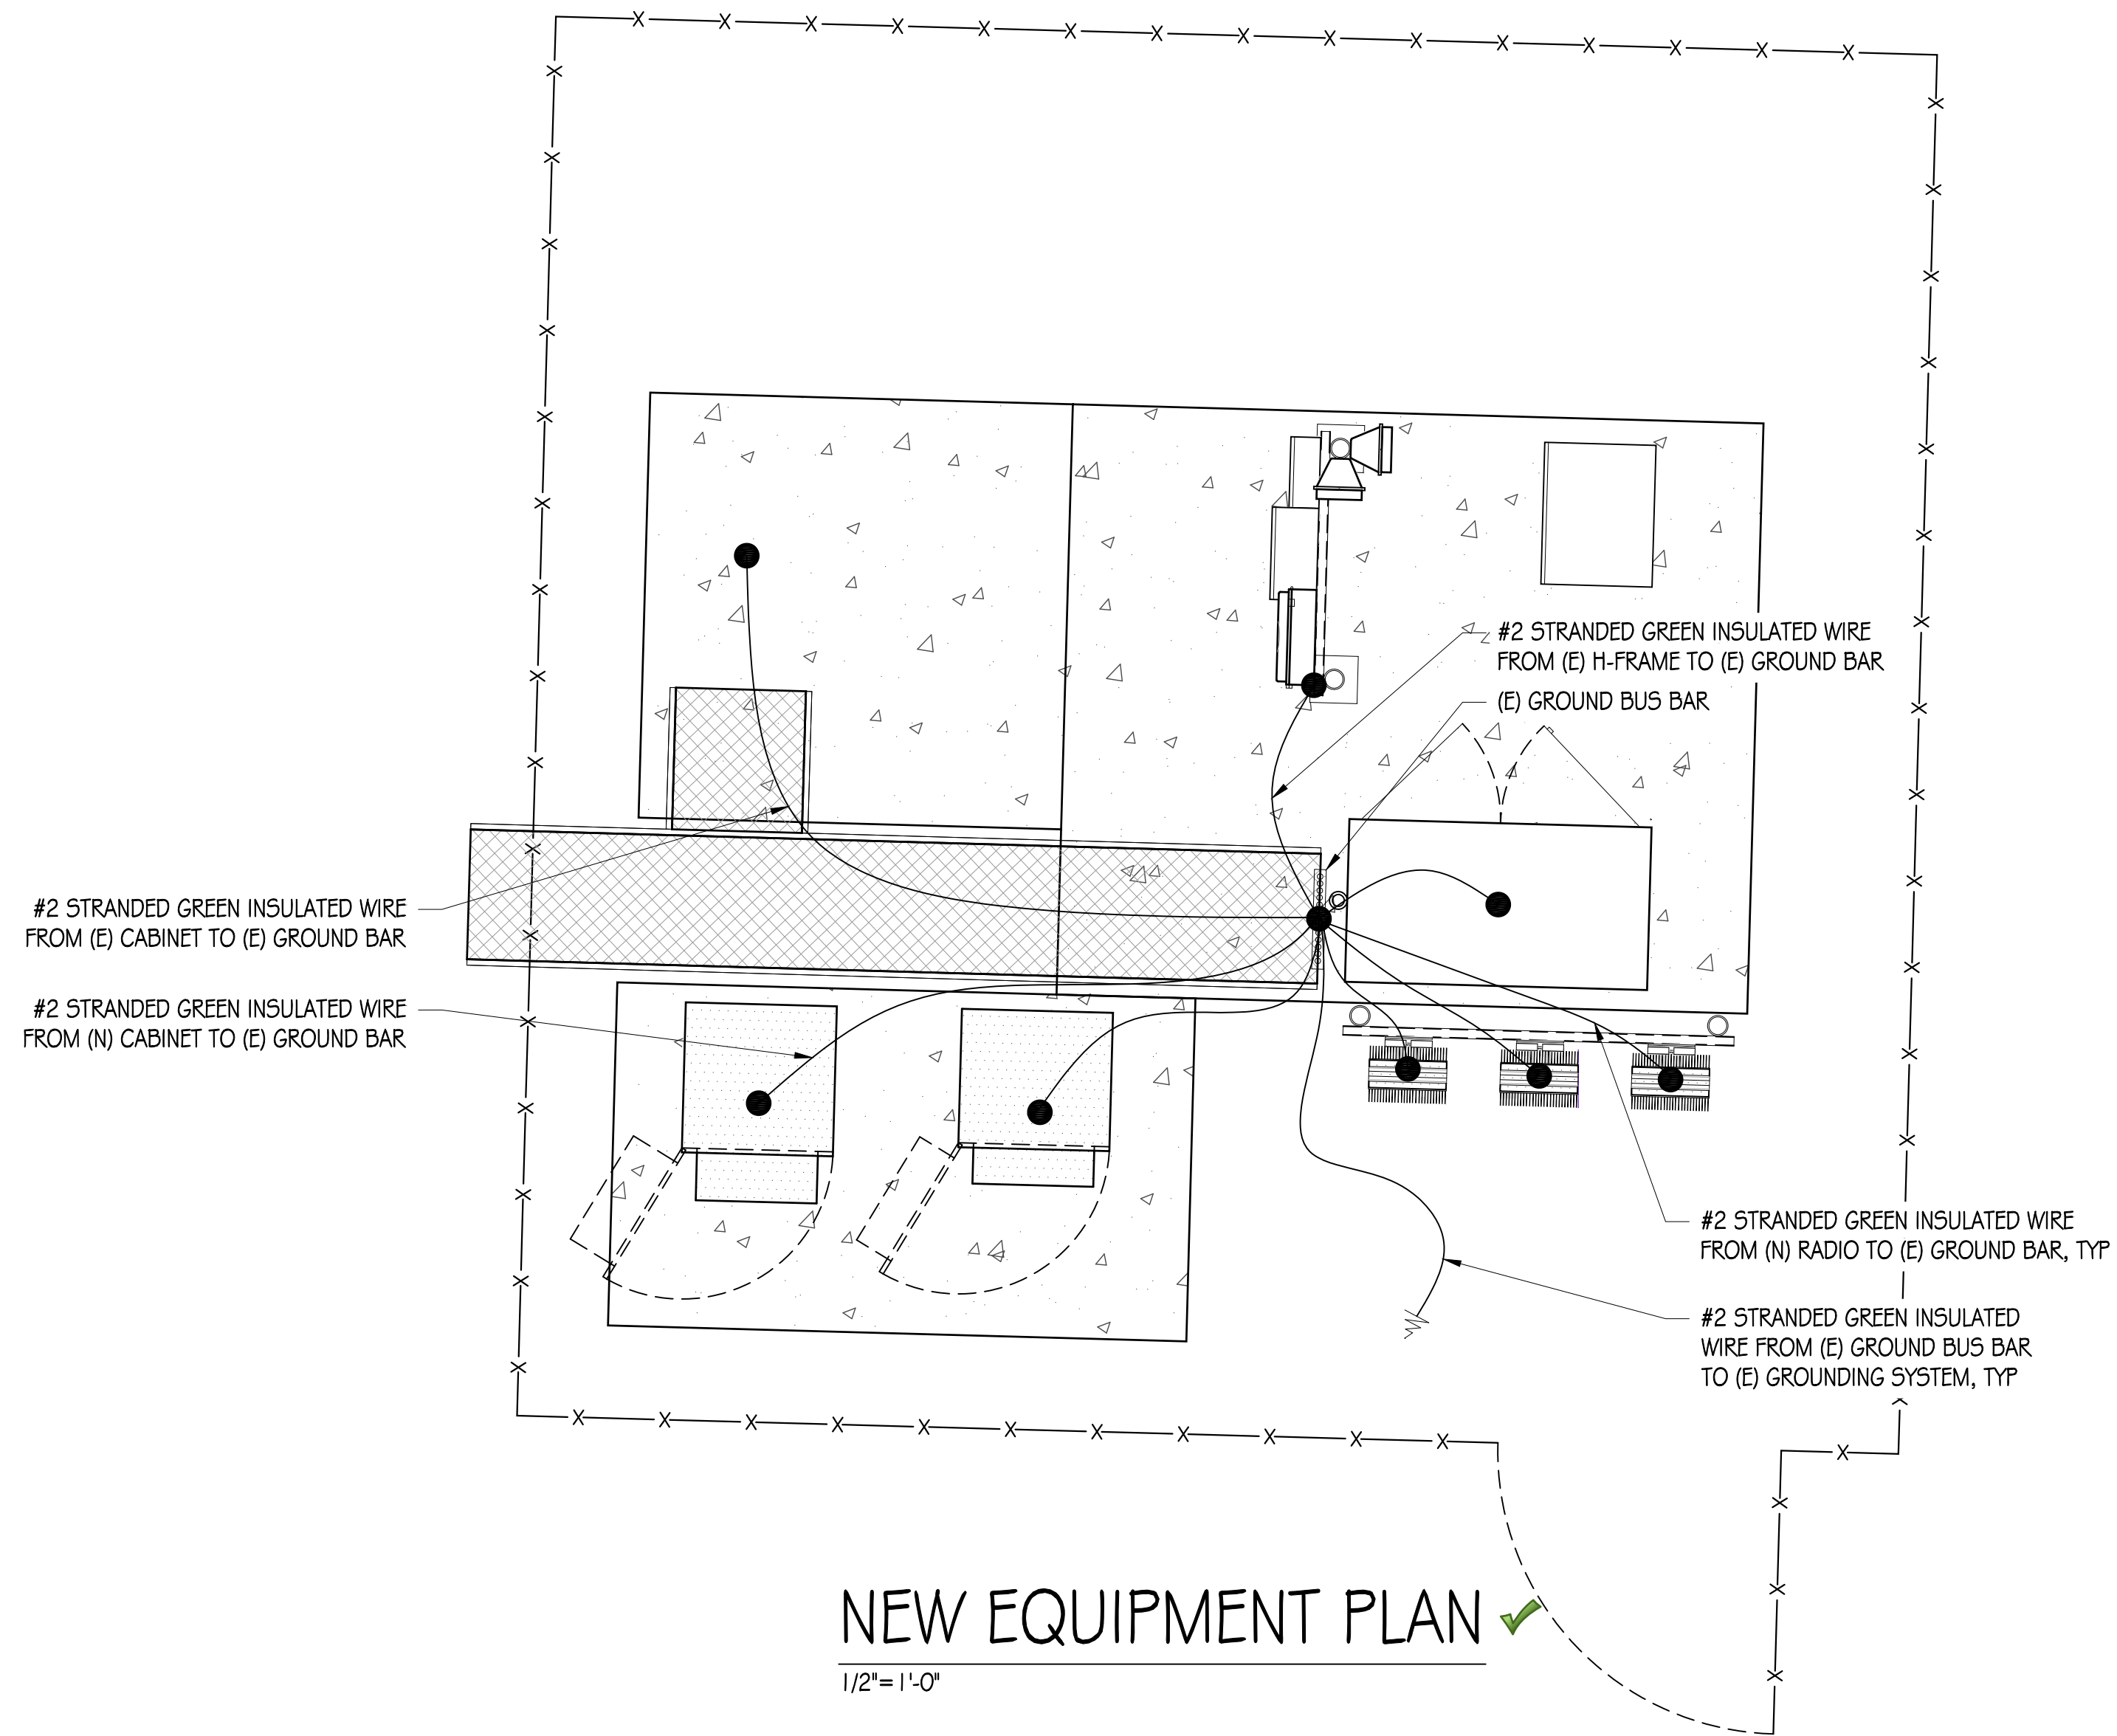 #2 STRANDED GREEN INSULATED WIRE
FROM (E) H-FRAME TO (E) GROUND BAR
(E) GROUND BUS BAR
#2 STRANDED GREEN INSULATED WIRE
FROM (E) CABINET TO (E) GROUND BAR
#2 STRANDED GREEN INSULATED WIRE
FROM (N) CABINET TO (E) GROUND BAR
#2 STRANDED GREEN INSULATED WIRE
FROM (N) RADIO TO (E) GROUND BAR, TYP
#2 STRANDED GREEN INSULATED
WIRE FROM (E) GROUND BUS BAR
TO (E) GROUNDING SYSTEM, TYP
NEW EQUIPMENT PLAN
1/2"=1'-0"